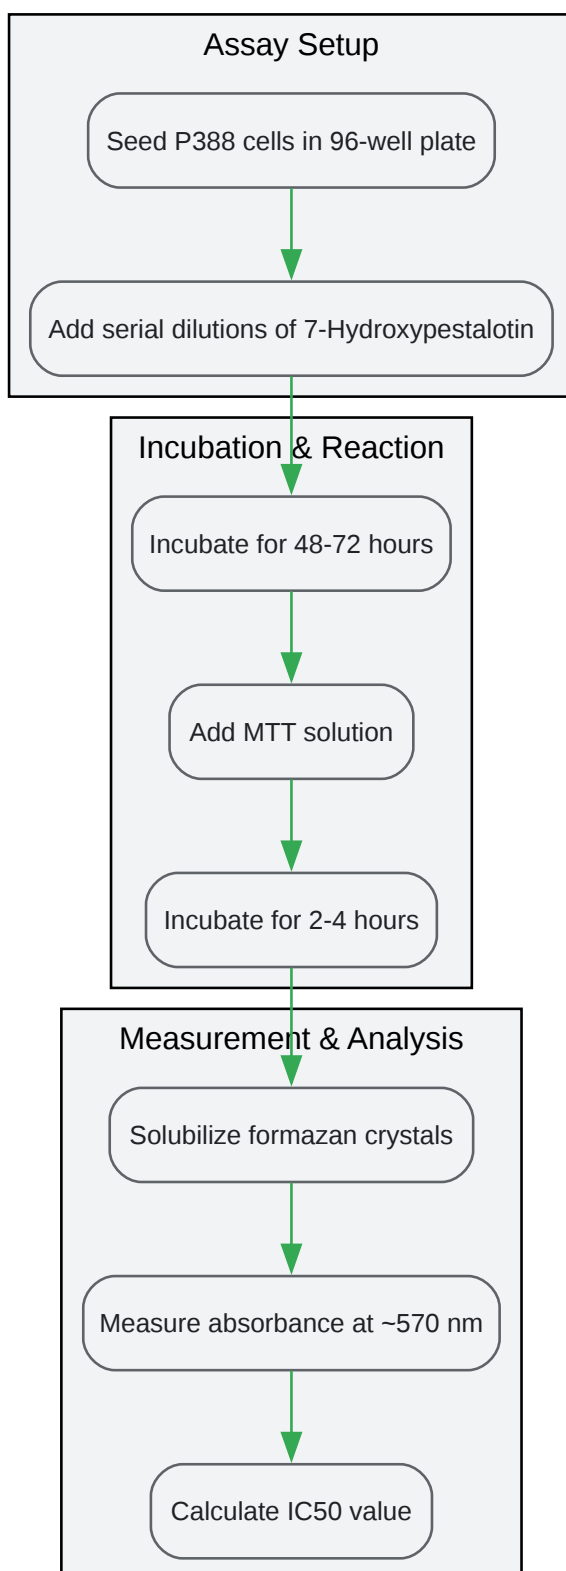 Assay Setup
Seed P388 cells in 96-well plate
Add serial dilutions of 7-Hydroxypestalotin
Incubation & Reaction
Incubate for 48-72 hours
Add MTT solution
Incubate for 2-4 hours
Measurement & Analysis
Solubilize formazan crystals
Measure absorbance at ~570 nm
Calculate IC50 value